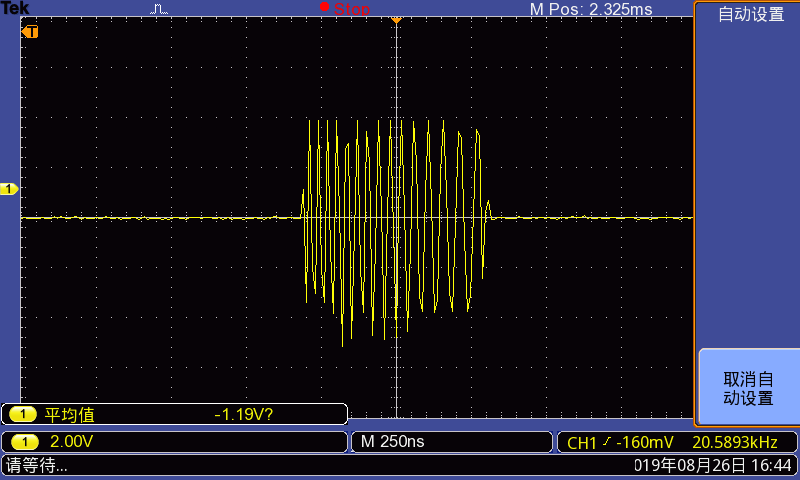 Tek
Stop
M Pos: 2.325ms
自动设置
T
1
取消自
动设置
1 平均值 -1.19V?
1 2.00V
M 250ns
CH1 -160mV 20.5893kHz
请等待...
019年08月26日 16:44